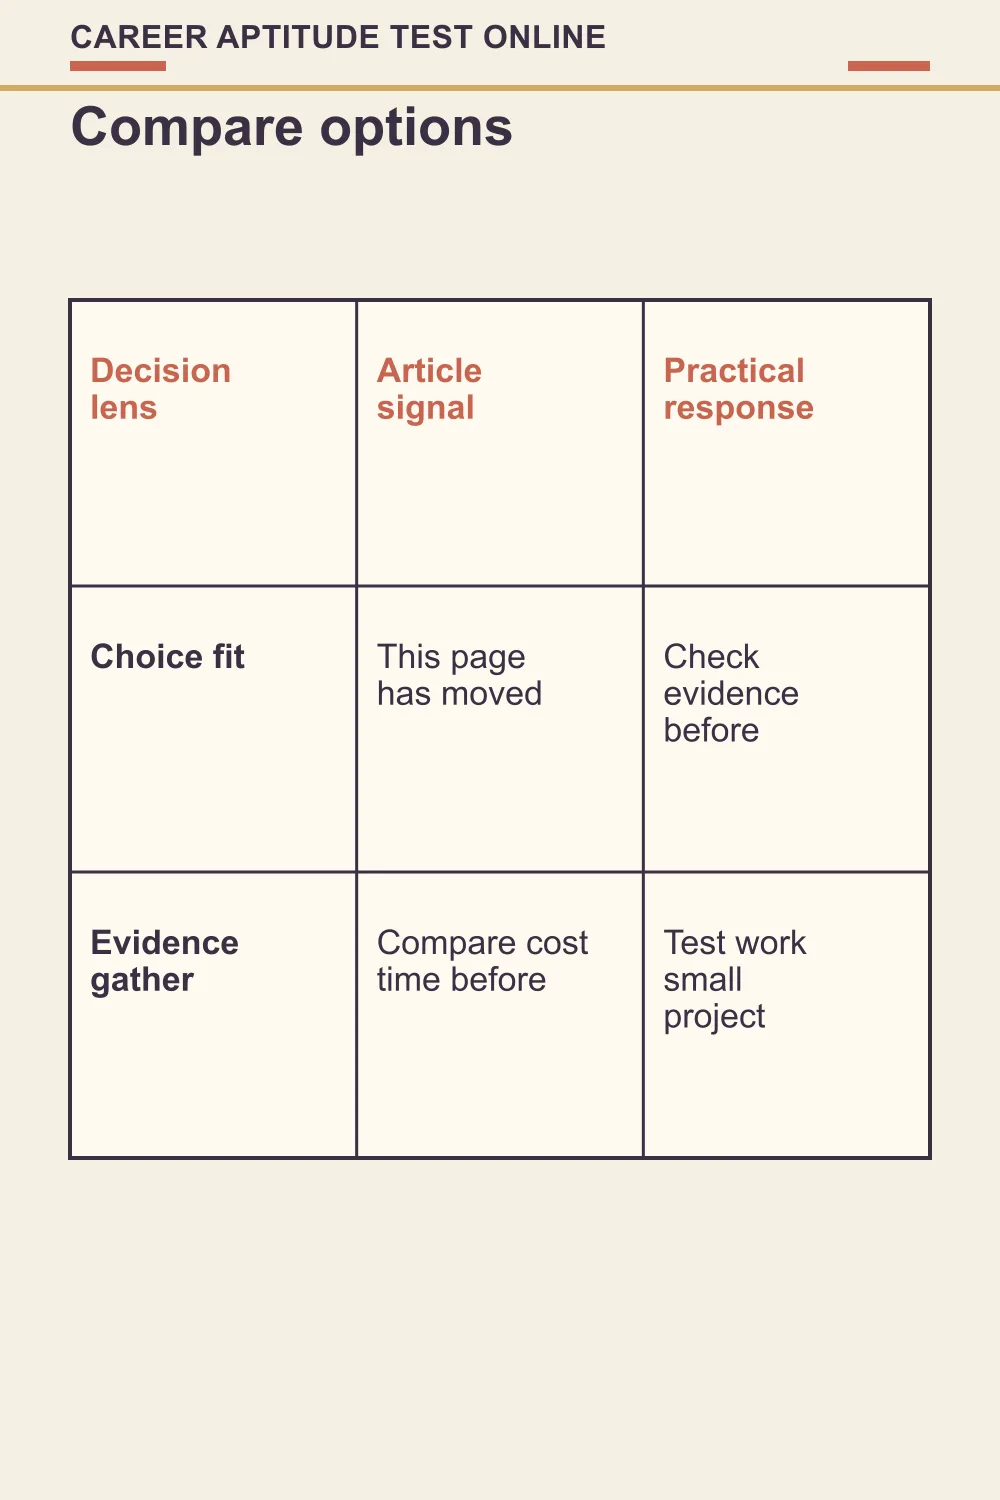 CAREER APTITUDE TEST ONLINE
Compare options
Decision
lens
Article
signal
Practical
response
Choice fit
This page
has moved
Check
evidence
before
Evidence
gather
Compare cost
time before
Test work
small
project